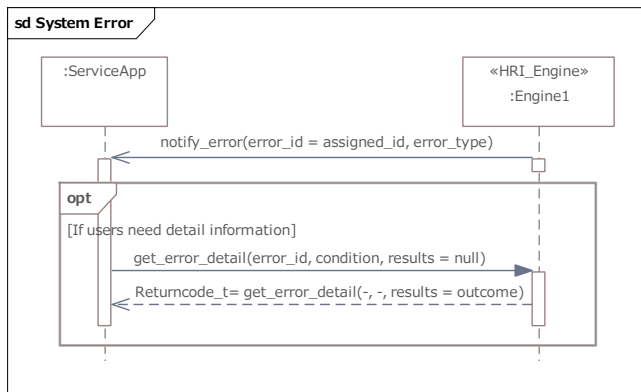 sd System Error
:ServiceApp
«HRI_Engine»
:Engine1
notify_error(error_id = assigned_id, error_type)
opt
[If users need detail information]
get_error_detail(error_id, condition, results = null)
Returncode_t= get_error_detail(-, -, results = outcome)